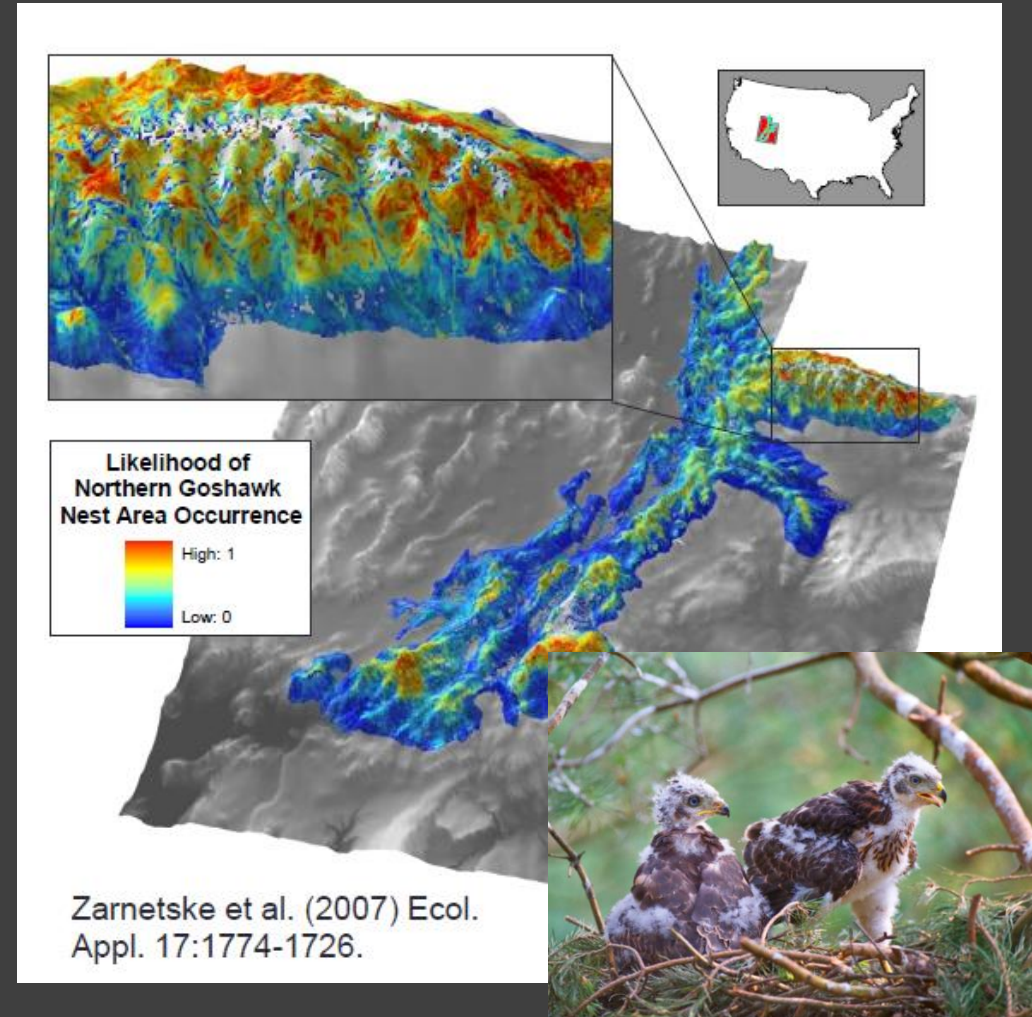 Likelihood of
Northern Goshawk
Nest Area Occurrence
High: 1
Low: 0
Zarnetske et al. (2007) Ecol.
Appl. 17:1774-1726.